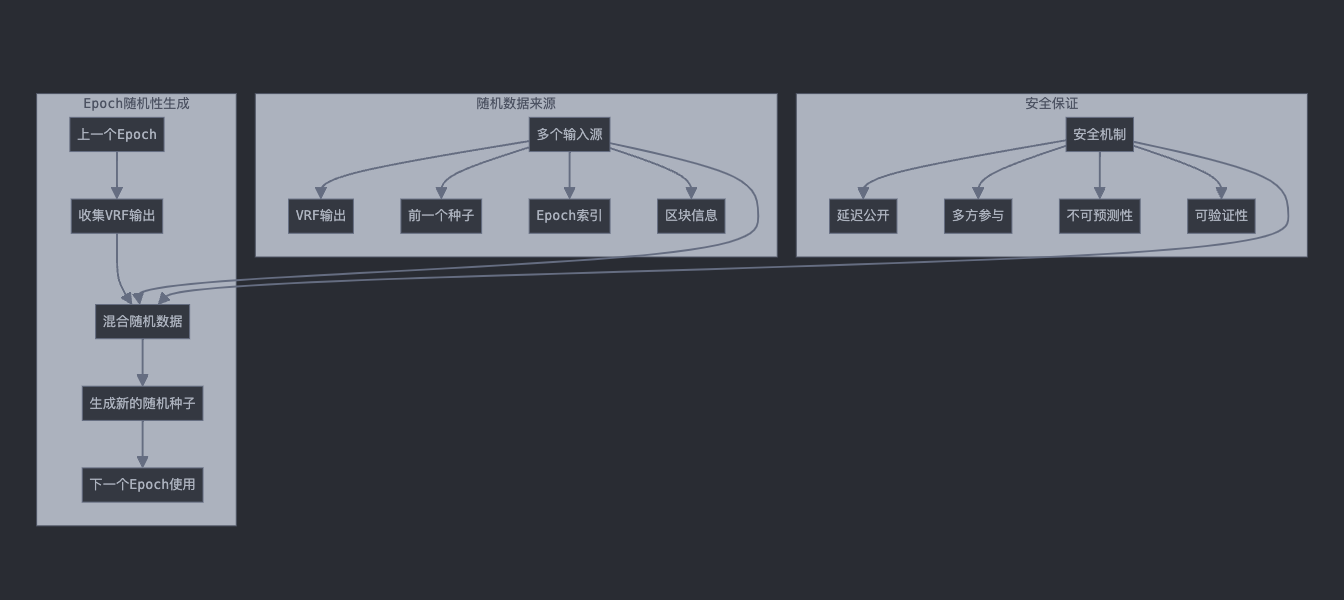 Epoch随机性生成
上一个Epoch
收集VRF输出
混合随机数据
生成新的随机种子
下一个Epoch使用
随机数据来源
多个输入源
VRF输出
前一个种子
Epoch索引
区块信息
安全保证
安全机制
延迟公开
多方参与
不可预测性
可验证性